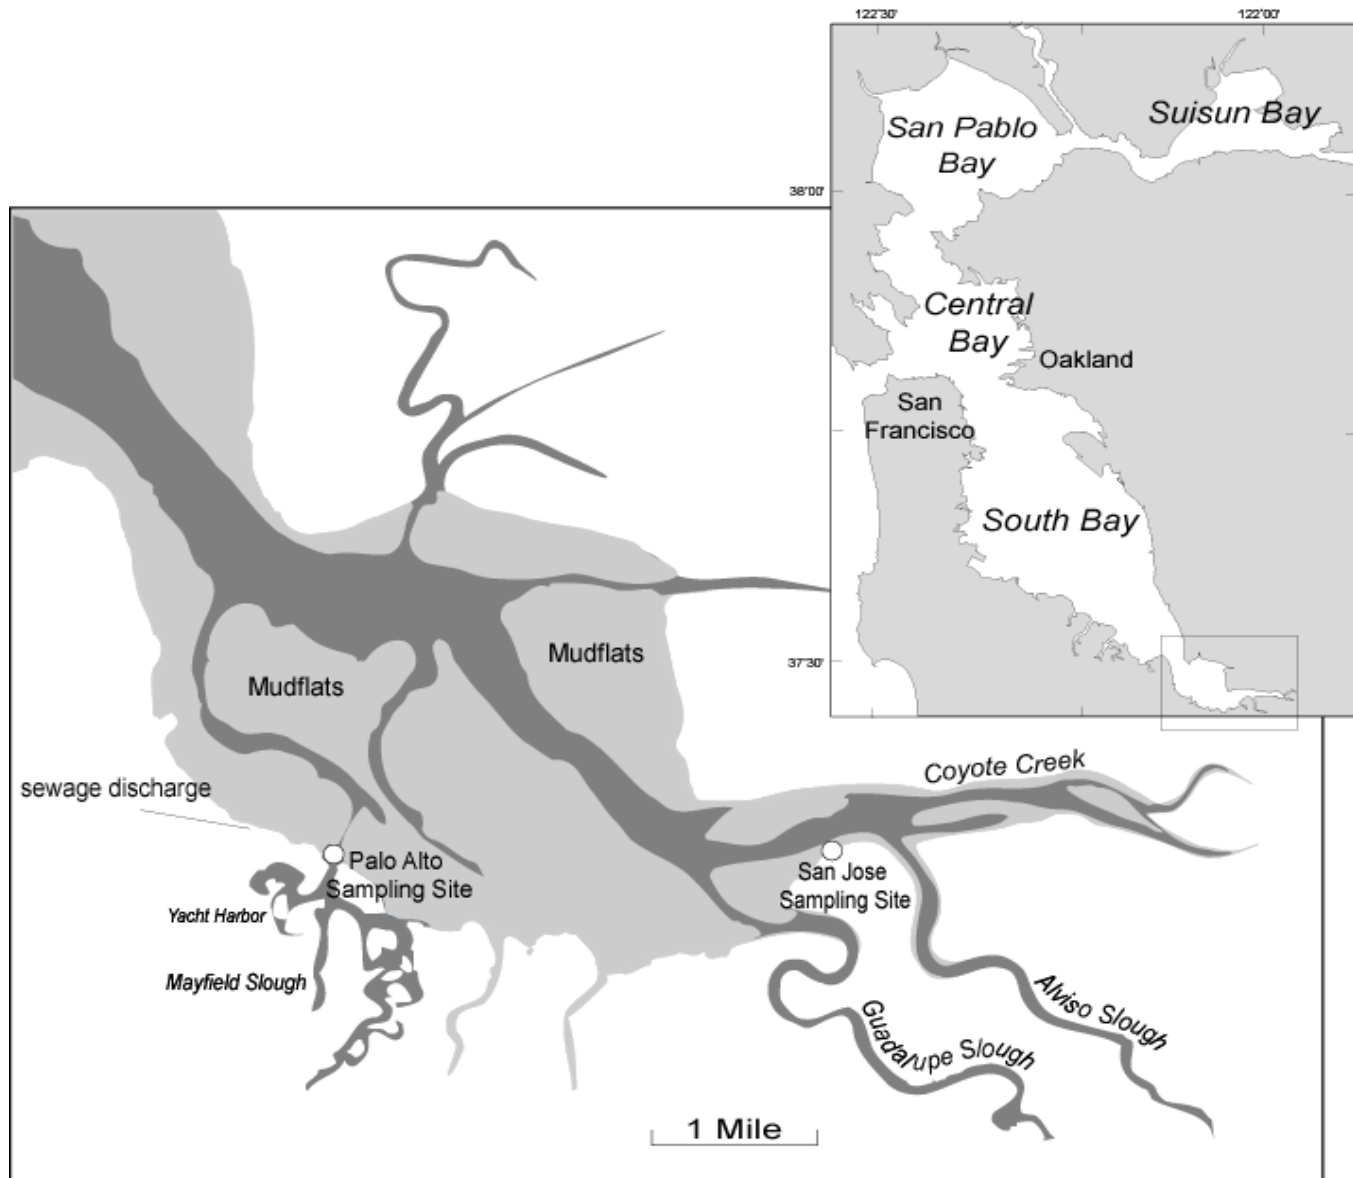 122°30'
122°00'
San Pablo
Bay
Suisun Bay
38°00'
Central
Bay
Oakland
San
Francisco
South Bay
37°30'
Mudflats
Mudflats
Coyote Creek
sewage discharge
Palo Alto
Sampling Site
San Jose
Sampling Site
Yacht Harbor
Mayfield Slough
Alviso Slough
Guadalupe Slough
1 Mile